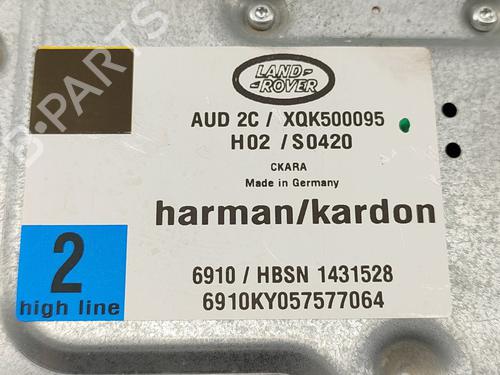 B-PARTS
LAND-
ROVER
AUD 2C / XQK500095
H02 / S0420
CKARA
Made in Germany
harman/kardon
2
high line
6910 / HBSN 1431528
6910KY057577064